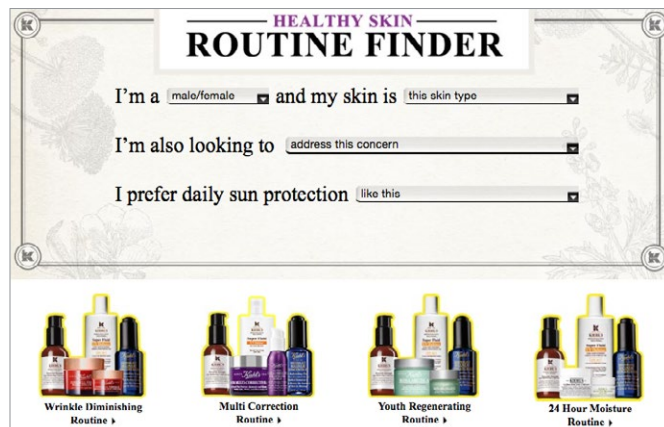 HEALTHY SKIN
ROUTINE FINDER
I'm a male/female and my skin is this skin type
I'm also looking to address this concern
I prefer daily sun protection like this
Wrinkle Diminishing
Routine
Multi Correction
Routine
Youth Regenerating
Routine
24 Hour Moisture
Routine